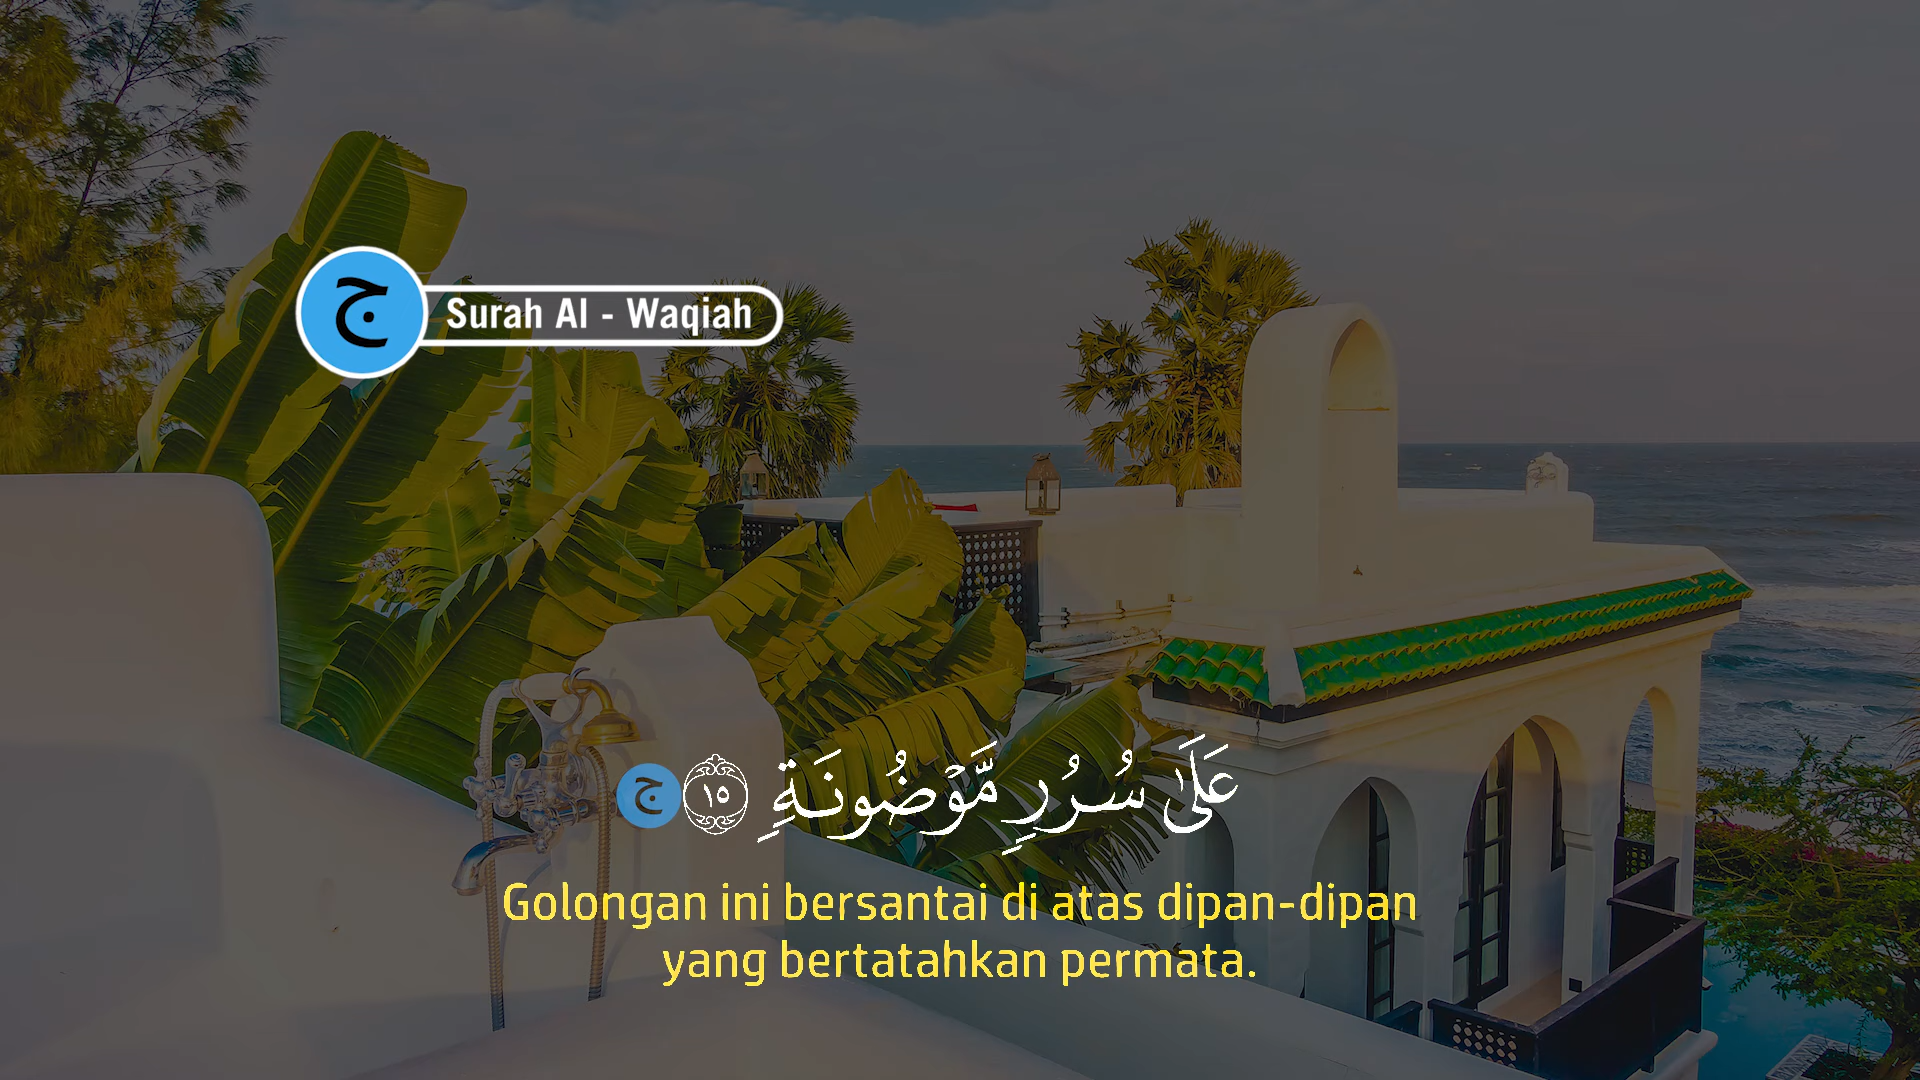 ج
Surah Al - Waqiah
عَلَىٰ سُرُرٍ مَّوْضُونَةٍ ١٥ ج
Golongan ini bersantai di atas dipan-dipan
yang bertatahkan permata.